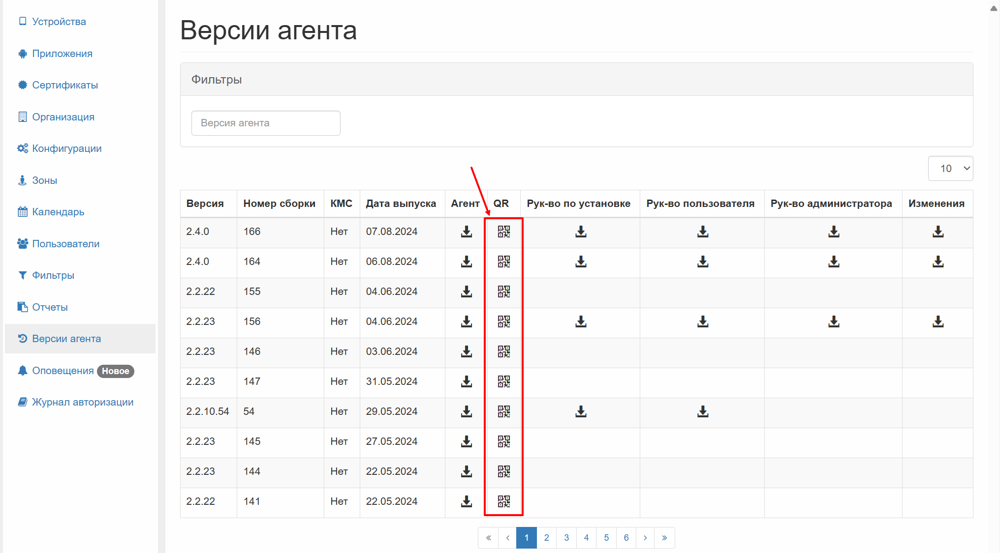 Устройства
Приложения
Сертификаты
Организация
Конфигурации
Зоны
Календарь
Пользователи
Фильтры
Отчеты
Версии агента
Оповещения Новое
Журнал авторизации
Версии агента
Фильтры
Версия агента
10
Версия Номер сборки КМС Дата выпуска Агент QR Рук-во по установке Рук-во пользователя Рук-во администратора Изменения
2.4.0 166 Нет 07.08.2024
2.4.0 164 Нет 06.08.2024
2.2.22 155 Нет 04.06.2024
2.2.23 156 Нет 04.06.2024
2.2.23 146 Нет 03.06.2024
2.2.23 147 Нет 31.05.2024
2.2.10.54 54 Нет 29.05.2024
2.2.23 145 Нет 27.05.2024
2.2.23 144 Нет 22.05.2024
2.2.22 141 Нет 22.05.2024
« ‹ 1 2 3 4 5 6 › »